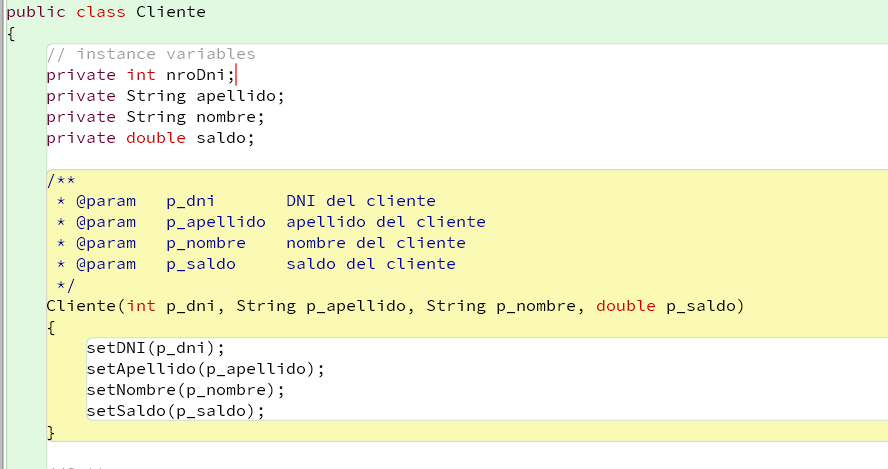 public class Cliente
{
// instance variables
private int nroDni;
private String apellido;
private String nombre;
private double saldo;
/**
* @param p_dni DNI del cliente
* @param p_apellido apellido del cliente
* @param p_nombre nombre del cliente
* @param p_saldo saldo del cliente
*/
Cliente(int p_dni, String p_apellido, String p_nombre, double p_saldo)
{
setDNI(p_dni);
setApellido(p_apellido);
setNombre(p_nombre);
setSaldo(p_saldo);
}